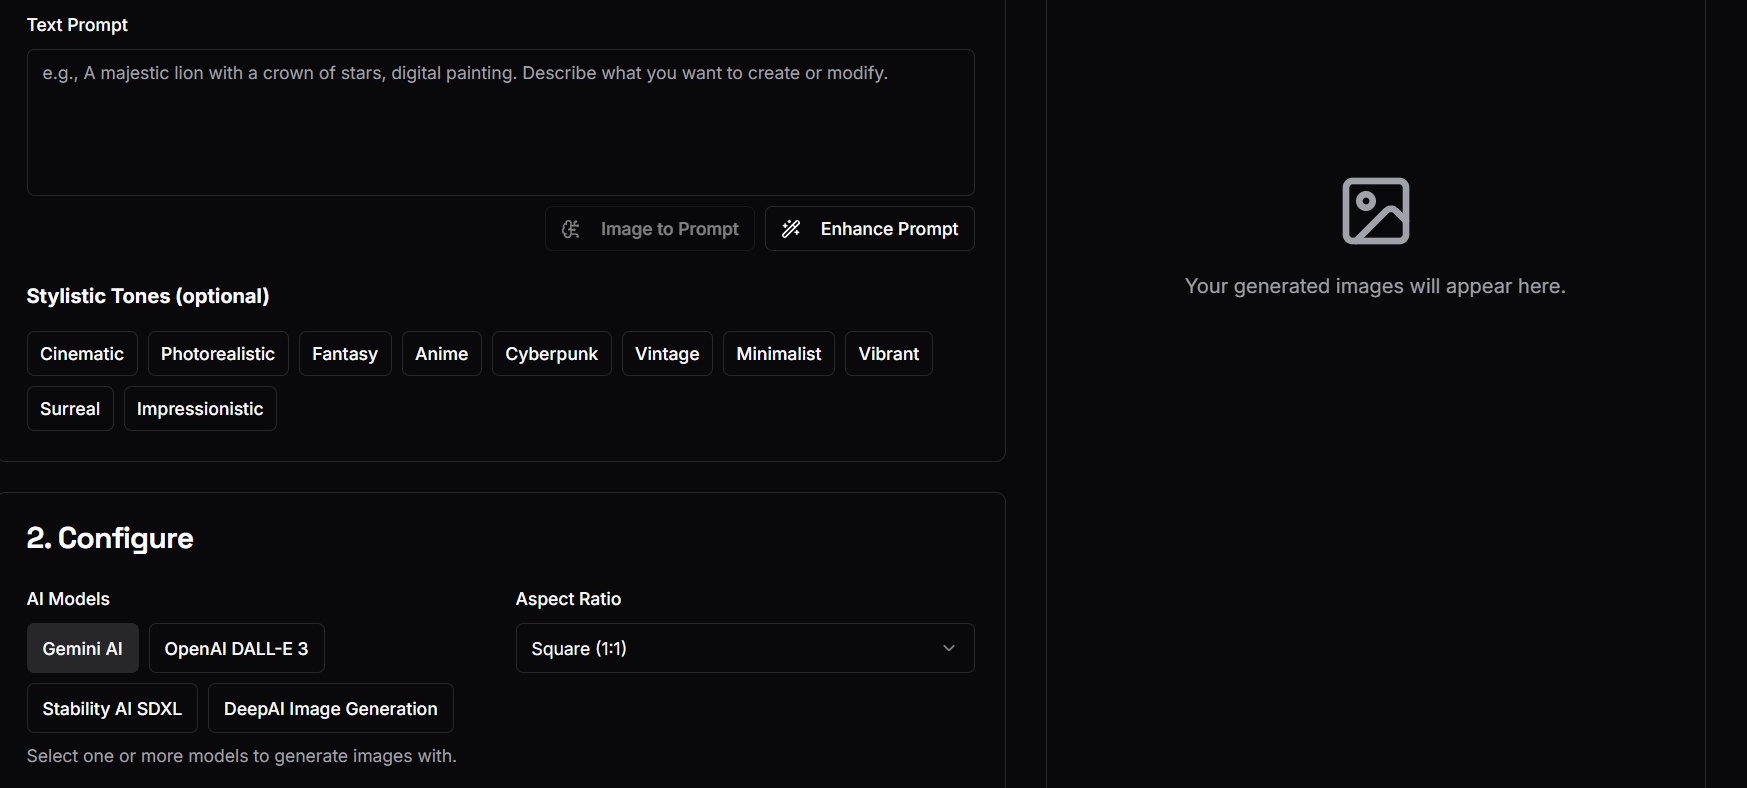 Text Prompt
e.g., A majestic lion with a crown of stars, digital painting. Describe what you want to create or modify.
Image to Prompt
Enhance Prompt
Stylistic Tones (optional)
Cinematic
Photorealistic
Fantasy
Anime
Cyberpunk
Vintage
Minimalist
Vibrant
Surreal
Impressionistic
2. Configure
AI Models
Gemini AI
OpenAI DALL-E 3
Stability AI SDXL
DeepAI Image Generation
Select one or more models to generate images with.
Aspect Ratio
Square (1:1)
Your generated images will appear here.